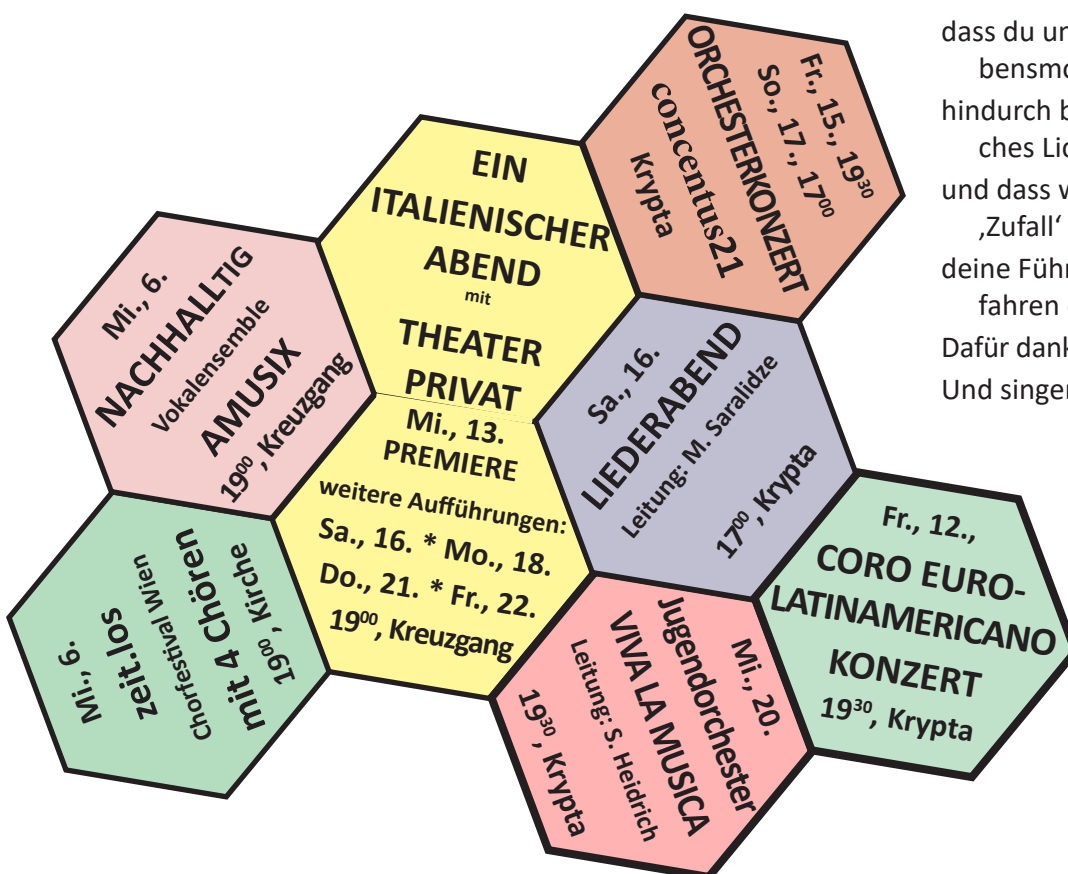 Fr., 15., 19³⁰
So., 17., 17⁰⁰
ORCHESTERKONZERT
concentus21
Krypta
EIN
ITALIENISCHER
ABEND
mit
THEATER
PRIVAT
Mi., 13.
PREMIERE
weitere Aufführungen:
Sa., 16. * Mo., 18.
Do., 21. * Fr., 22.
19⁰⁰, Kreuzgang
Mi., 6.
NACHHALLTIG
Vokalensemble
AMUSIX
19⁰⁰, Kreuzgang
Sa., 16.
LIEDERABEND
Leitung: M. Saralidze
17⁰⁰, Krypta
Mi., 6.
zeit.los
Chorfestival Wien
mit 4 Chören
19⁰⁰, Kirche
Mi., 20.
Jugendorchester
VIVA LA MUSICA
Leitung: S. Heidrich
19³⁰, Krypta
Fr., 12.,
CORO EURO-
LATINAMERICANO
KONZERT
19³⁰, Krypta
dass du un
bensmo
hindurch b
ches Lic
und dass w
‚Zufall‘
deine Führ
fahren
Dafür dank
Und singer